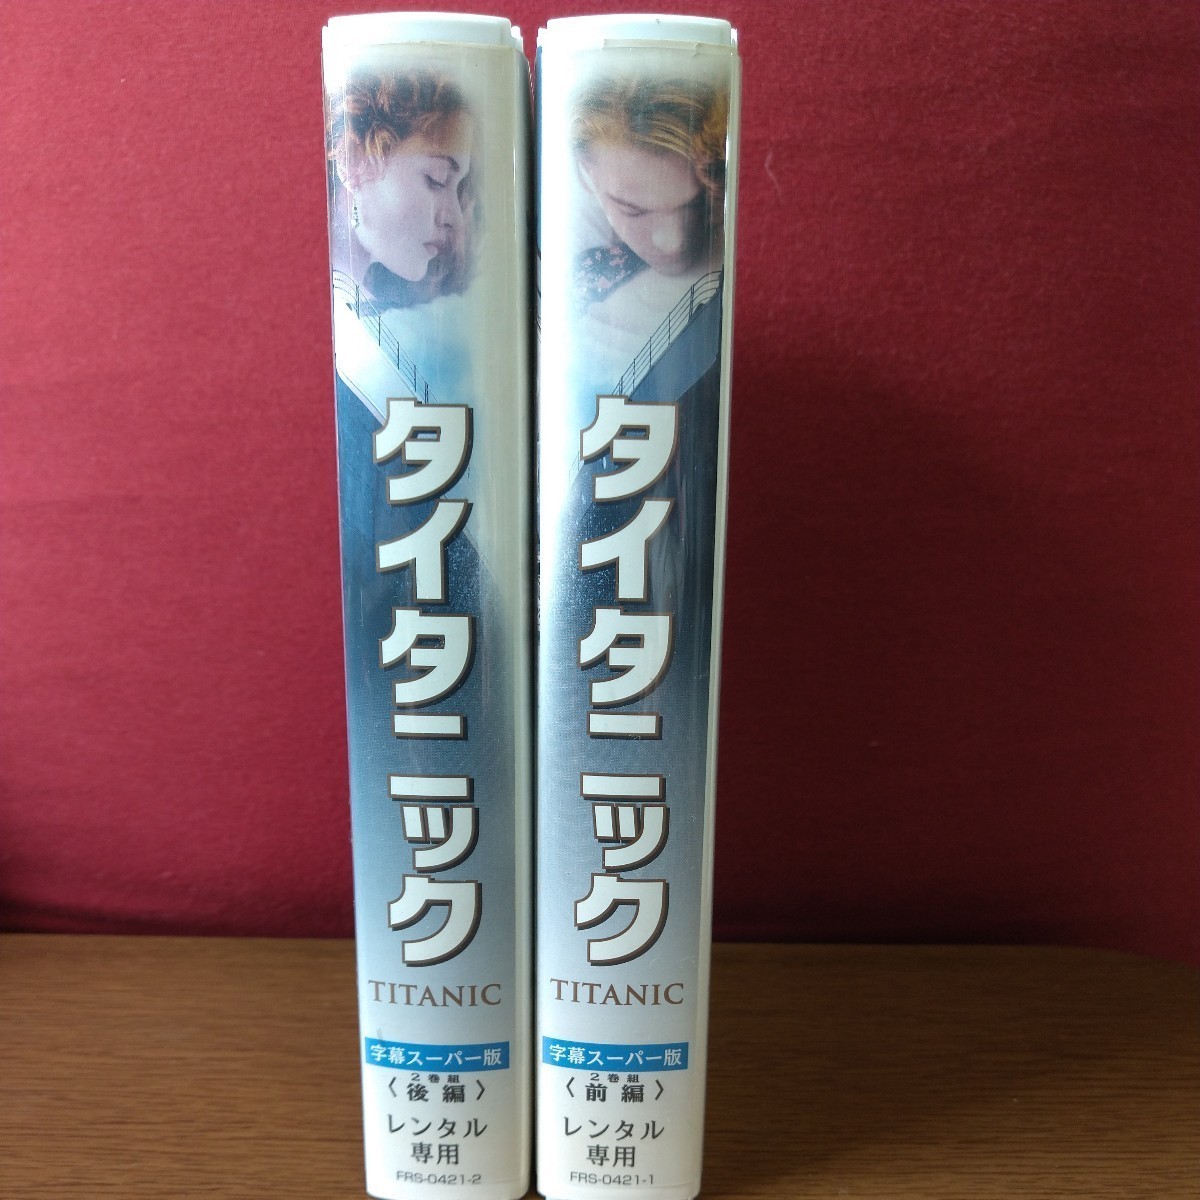 タイタニック
TITANIC
字幕スーパー版
2巻組
〈後編〉
レンタル
専用
FRS-0421-2
タイタニック
TITANIC
字幕スーパー版
2巻組
〈前編〉
レンタル
専用
FRS-0421-1